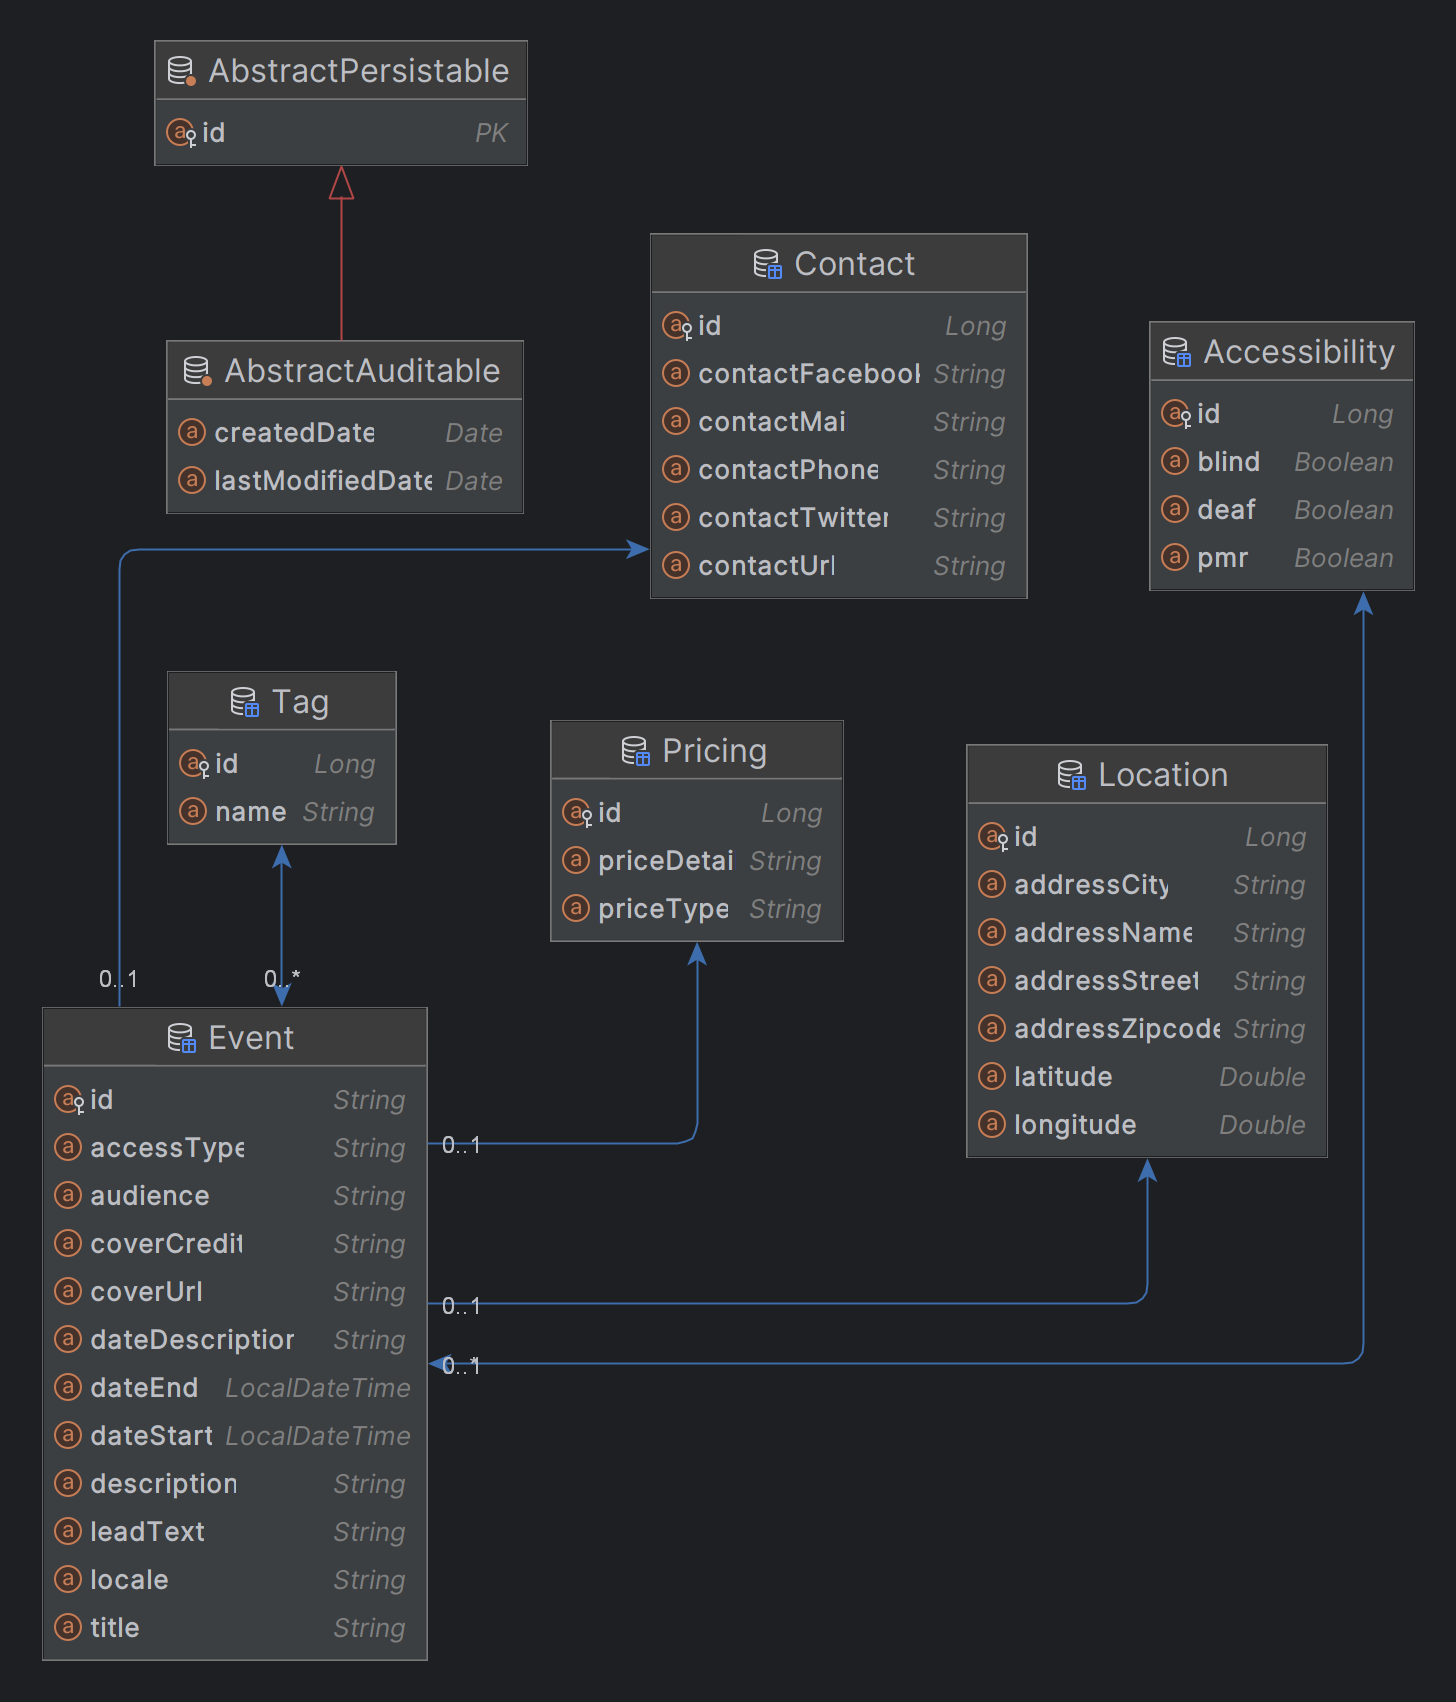 AbstractPersistable
id PK
AbstractAuditable
createdDate Date
lastModifiedDate Date
Contact
id Long
contactFacebook String
contactMai String
contactPhone String
contactTwitter String
contactUrl String
Accessibility
id Long
blind Boolean
deaf Boolean
pmr Boolean
Tag
id Long
name String
Pricing
id Long
priceDetai String
priceType String
Location
id Long
addressCity String
addressName String
addressStreet String
addressZipcode String
latitude Double
longitude Double
0..1
0..*
Event
id String
accessType String
audience String
coverCredit String
coverUrl String
dateDescription String
dateEnd LocalDateTime
dateStart LocalDateTime
description String
leadText String
locale String
title String
0..1
0..1